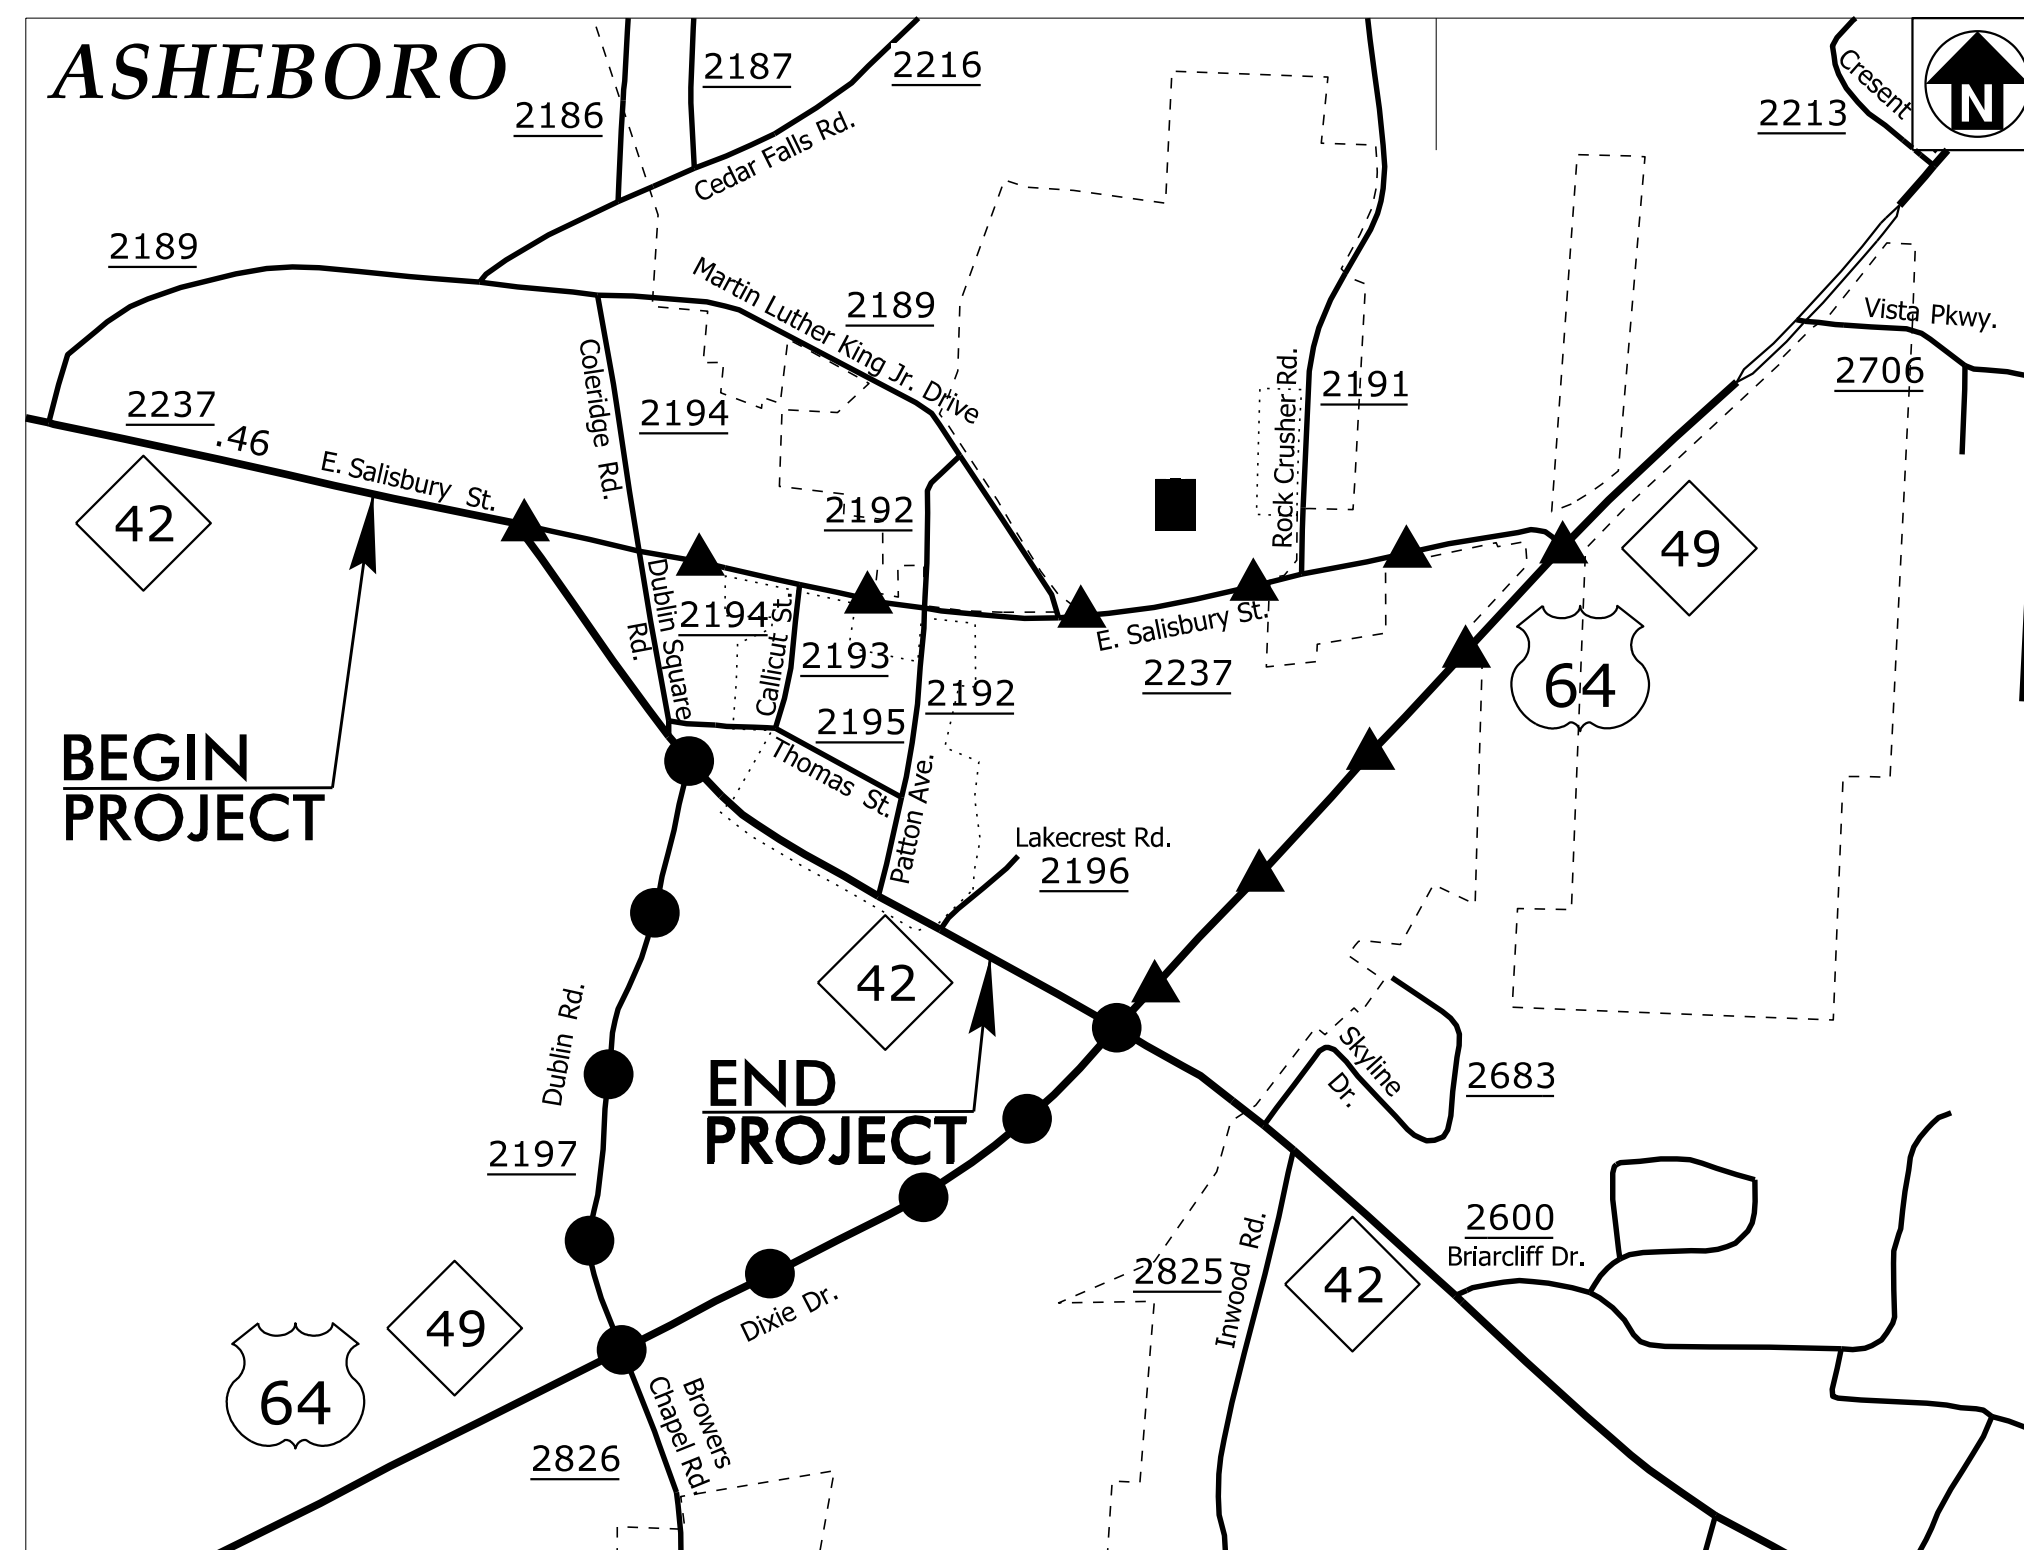 ASHEBORO
2187
2216
2186
Cedar Falls Rd.
2213
Cresent
N
2189
Martin Luther King Jr. Drive
2189
Vista Pkwy.
2706
2237
.46
E. Salisbury St.
42
Coleridge Rd.
2194
Rock Crusher Rd.
2191
2192
49
Dublin Square
Rd.
2194
Callicut St.
2193
E. Salisbury St.
2237
64
2192
2195
BEGIN
PROJECT
Thomas St.
Patton Ave.
Lakecrest Rd.
2196
42
Dublin Rd.
END
PROJECT
Skyline
Dr.
2683
2197
2600
Briarcliff Dr.
2825
Inwood Rd.
42
49
64
Dixie Dr.
Browers
Chapel Rd.
2826